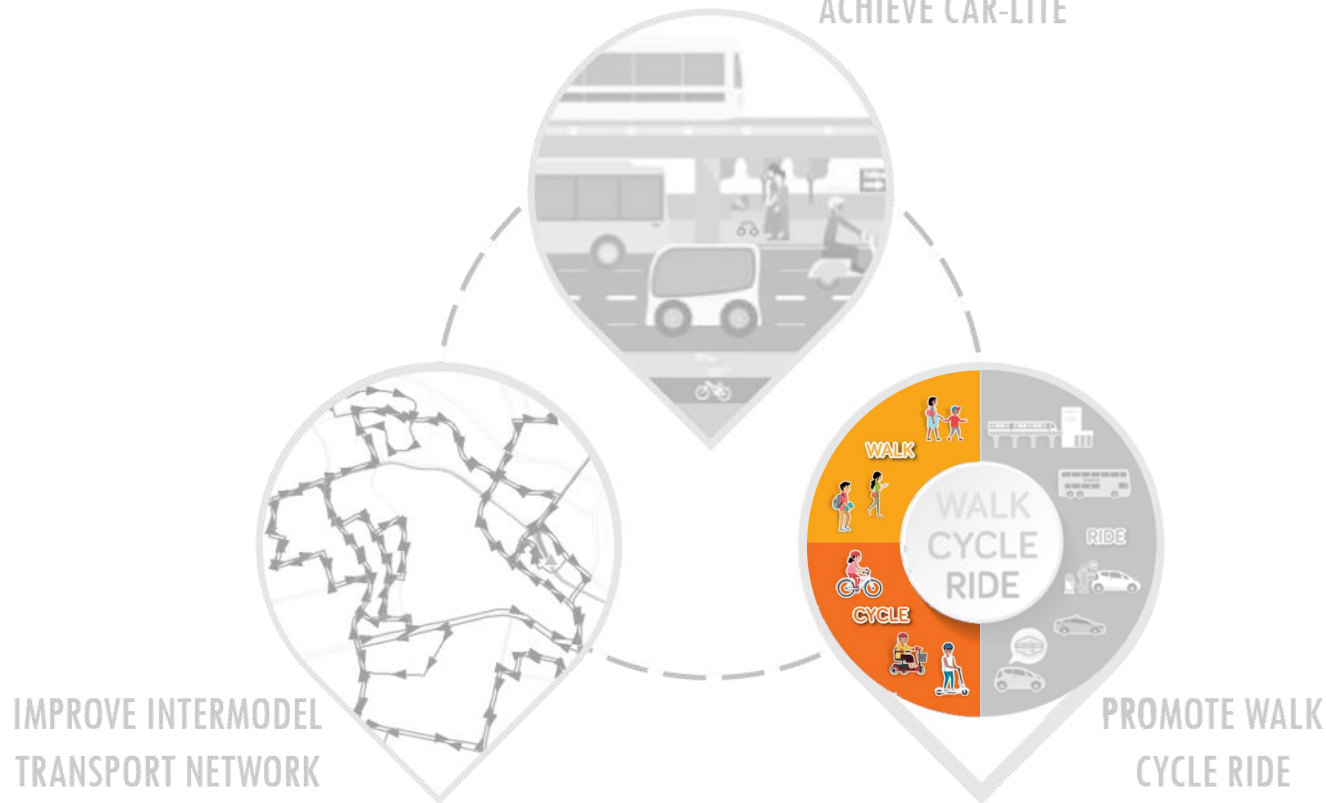 ACHIEVE CAR-LITE
WALK
WALK
CYCLE
RIDE
RIDE
CYCLE
IMPROVE INTERMODEL
TRANSPORT NETWORK
PROMOTE WALK
CYCLE RIDE